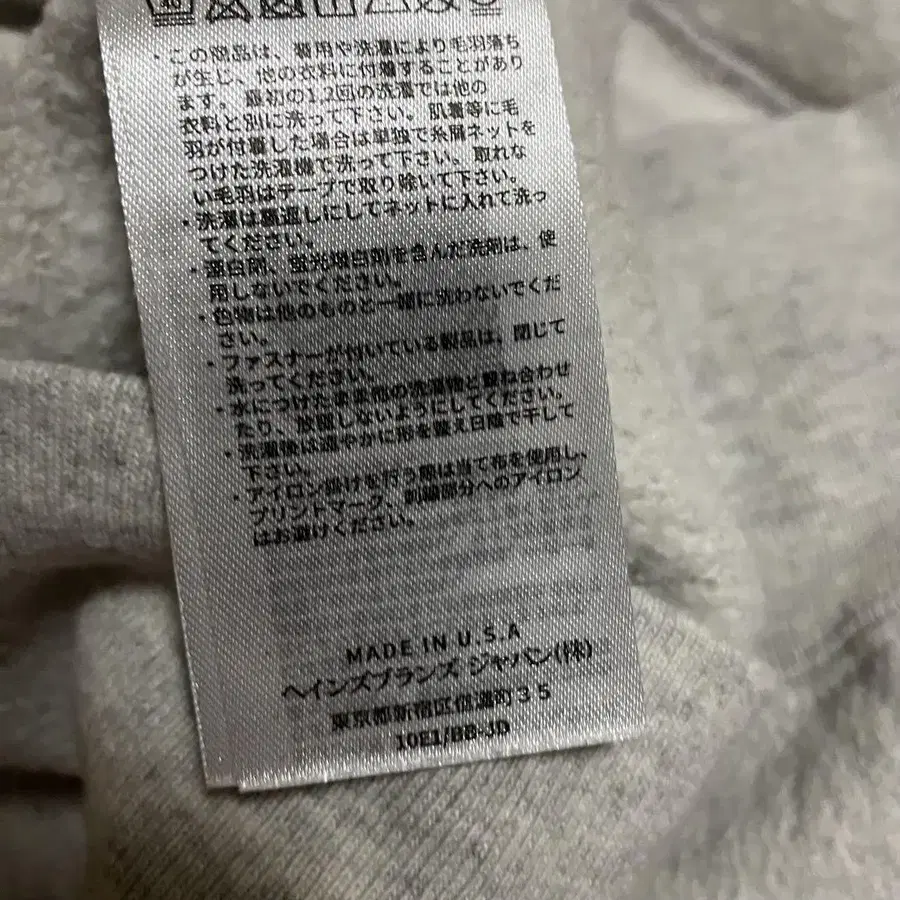 ・この商品は、着用や洗濯により毛羽落ち
が生じ、他の衣料に付着することがあり
ます。最初の1,2回の洗濯では他の
衣料と別に洗って下さい。肌着等に毛
羽が付着した場合は単独で糸屑ネットを
つけた洗濯機で洗って下さい。取れな
い毛羽はテープで取り除いて下さい。
・洗濯は裏返しにしてネットに入れて洗っ
てください。
・漂白剤、蛍光増白剤を含んだ洗剤は、使
用しないでください。
・色物は他のものと一緒に洗わないでくだ
さい。
・ファスナーが付いている製品は、閉じて
洗ってください。
・水につけたまま他の洗濯物と重ね合わせ
たり、放置しないようにしてください。
・洗濯後は速やかに形を整え日陰で干して
下さい。
・アイロン掛けを行う際は当て布を使用し、
プリントマーク、刺繍部分へのアイロン
はお避けください。
MADE IN U.S.A
ヘインズブランズ ジャパン(株)
東京都新宿区信濃町35
10E1/BB-JD